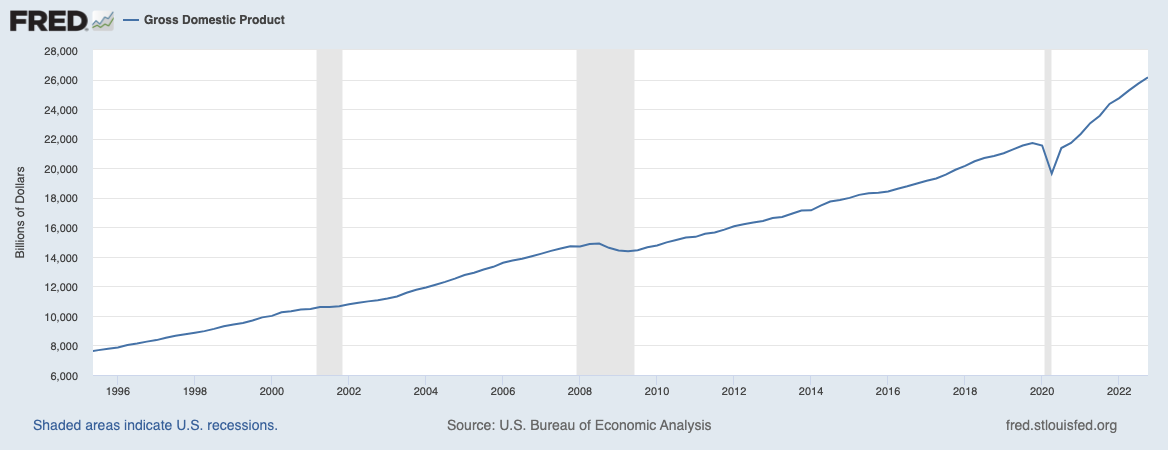 FRED
Gross Domestic Product
28,000
26,000
24,000
22,000
20,000
18,000
16,000
14,000
12,000
10,000
8,000
6,000
Billions of Dollars
1996 1998 2000 2002 2004 2006 2008 2010 2012 2014 2016 2018 2020 2022
Shaded areas indicate U.S. recessions. Source: U.S. Bureau of Economic Analysis fred.stlouisfed.org